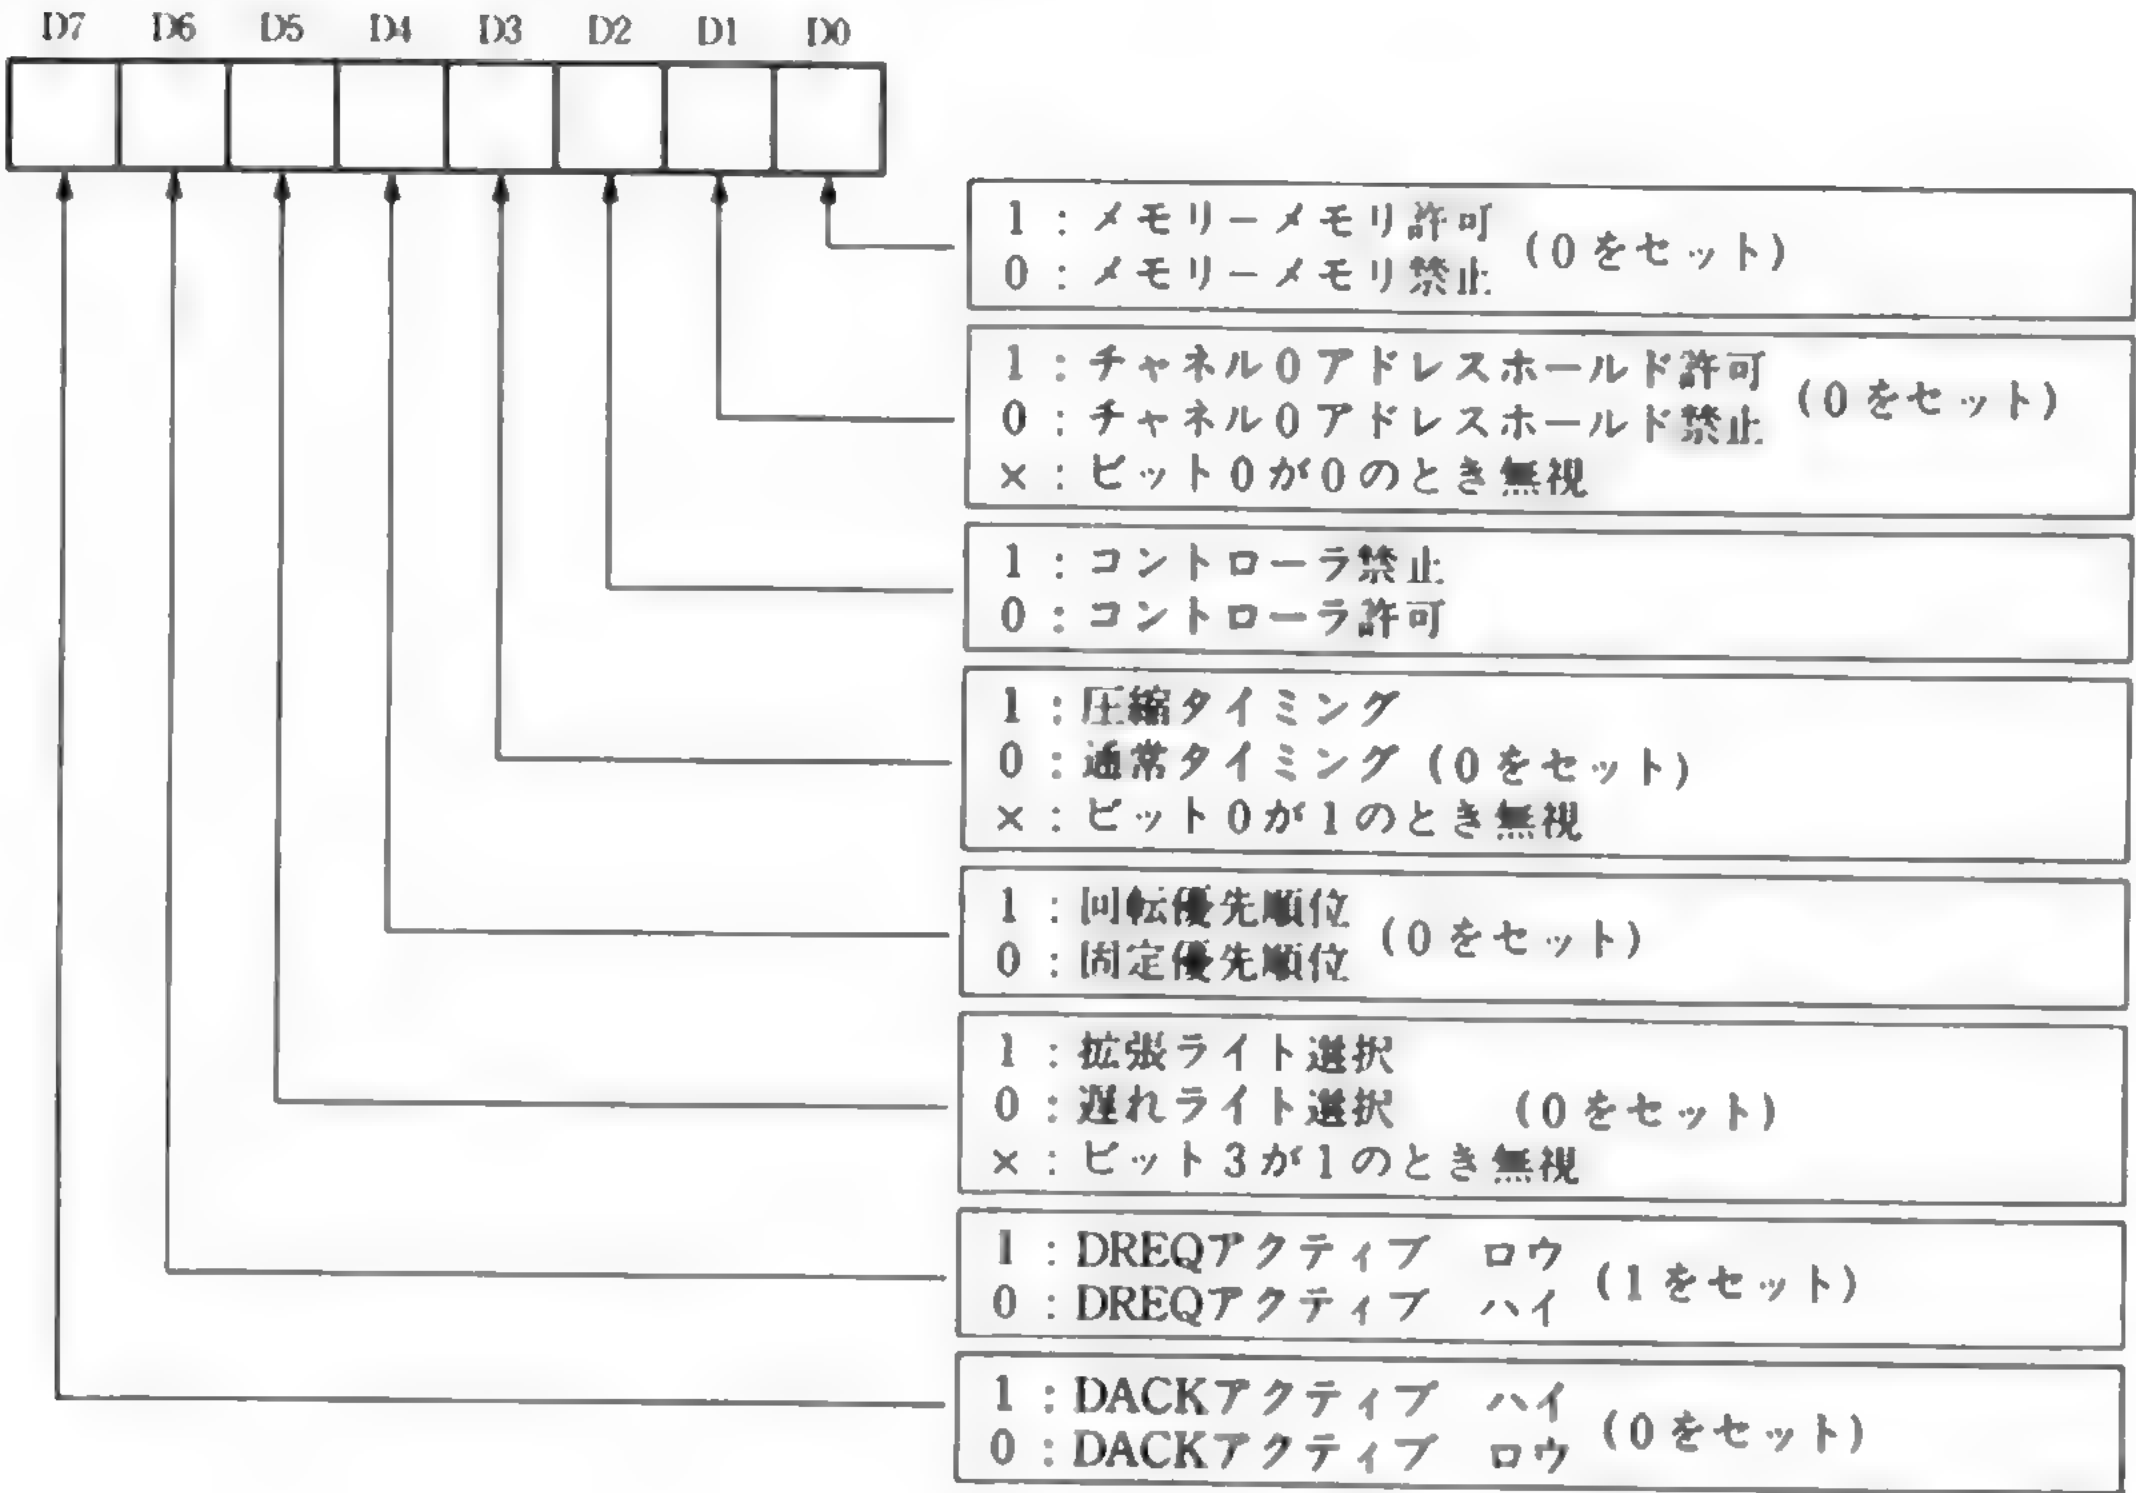 D7 D6 D5 D4 D3 D2 D1 D0
1：メモリーメモリ許可
0：メモリーメモリ禁止
(0をセット)
1：チャネル0アドレスホールド許可
0：チャネル0アドレスホールド禁止
(0をセット)
×：ビット0が0のとき無視
1：コントローラ禁止
0：コントローラ許可
1：圧縮タイミング
0：通常タイミング (0をセット)
×：ビット0が1のとき無視
1：回転優先順位
0：固定優先順位
(0をセット)
1：拡張ライト選択
0：遅れライト選択 (0をセット)
×：ビット3が1のとき無視
1：DREQアクティブ ロウ
0：DREQアクティブ ハイ
(1をセット)
1：DACKアクティブ ハイ
0：DACKアクティブ ロウ
(0をセット)